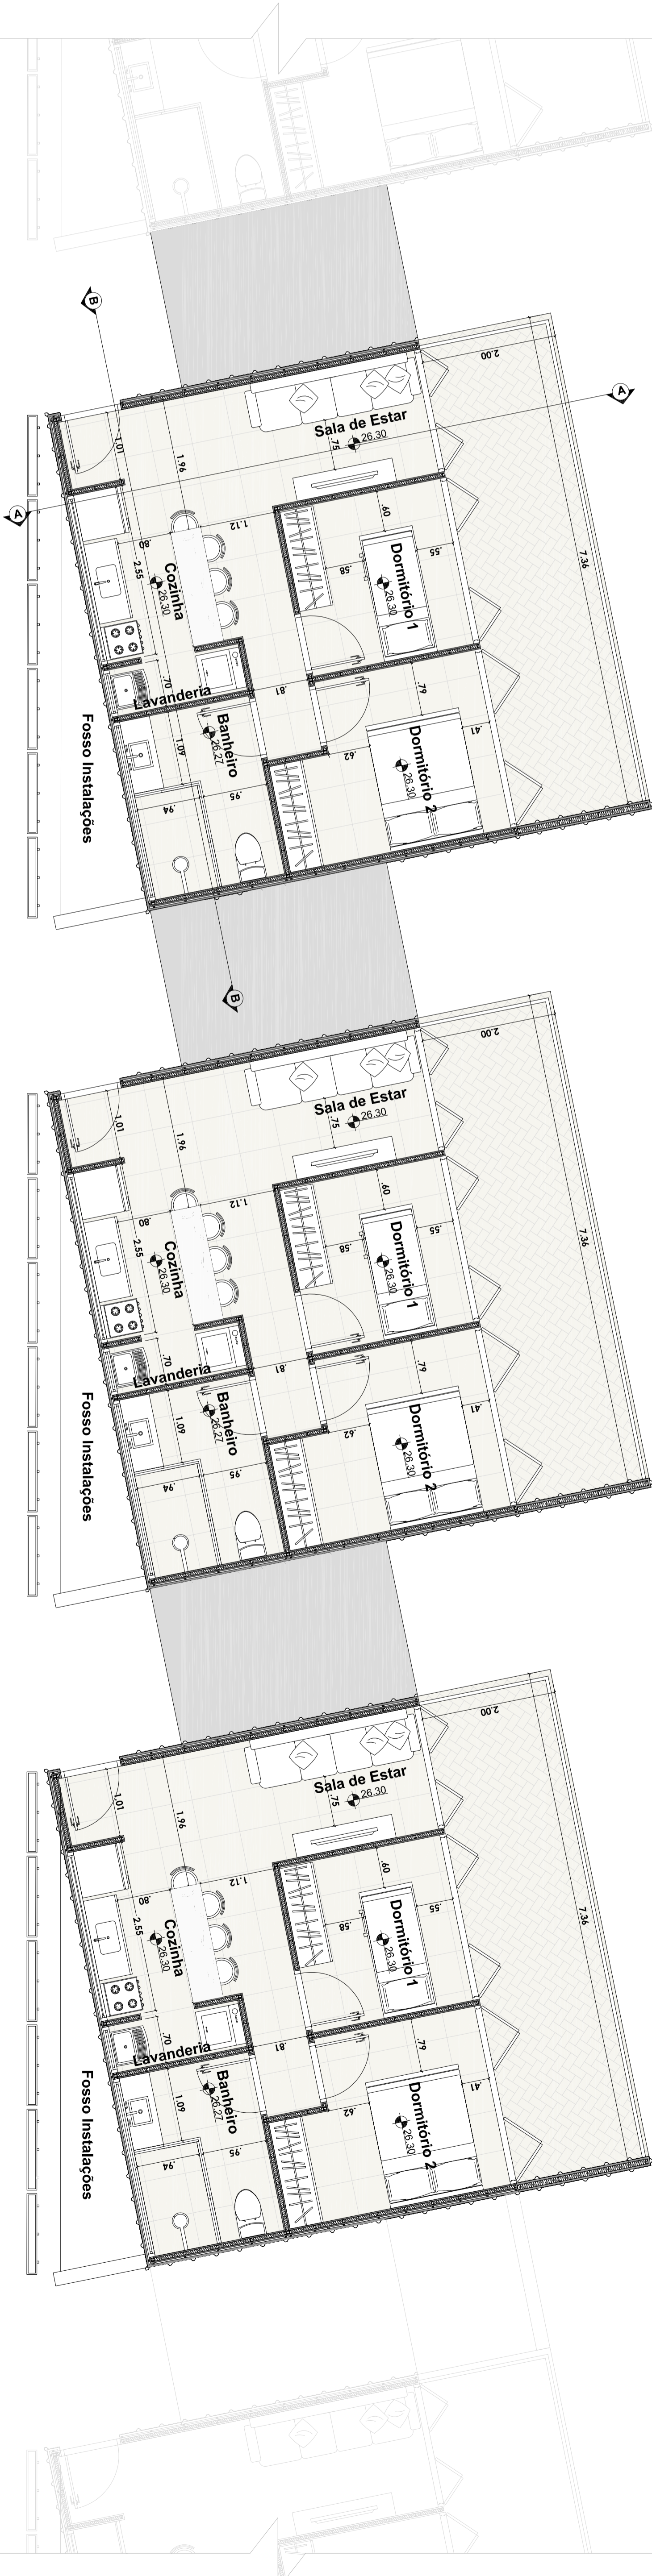 B
2.00
A
Sala de Estar
26.30
1.01
1.96
.75
A
1.12
.60
.80
2.55
Cozinha
26.30
.58
Dormitório 1
26.30
.55
7.36
.70
.81
.79
Lavanderia
Fosso Instalações
1.09
Banheiro
26.27
.62
Dormitório 2
26.30
.41
.94
.95
B
2.00
Sala de Estar
26.30
1.01
1.96
.75
1.12
.60
.80
2.55
Cozinha
26.30
.58
Dormitório 1
26.30
.55
7.36
.70
.81
.79
Lavanderia
Fosso Instalações
1.09
Banheiro
26.27
.62
Dormitório 2
26.30
.41
.94
.95
2.00
Sala de Estar
26.30
1.01
1.96
.75
1.12
.60
.80
2.55
Cozinha
26.30
.58
Dormitório 1
26.30
.55
7.36
.70
.81
.79
Lavanderia
Fosso Instalações
1.09
Banheiro
26.27
.62
Dormitório 2
26.30
.41
.94
.95